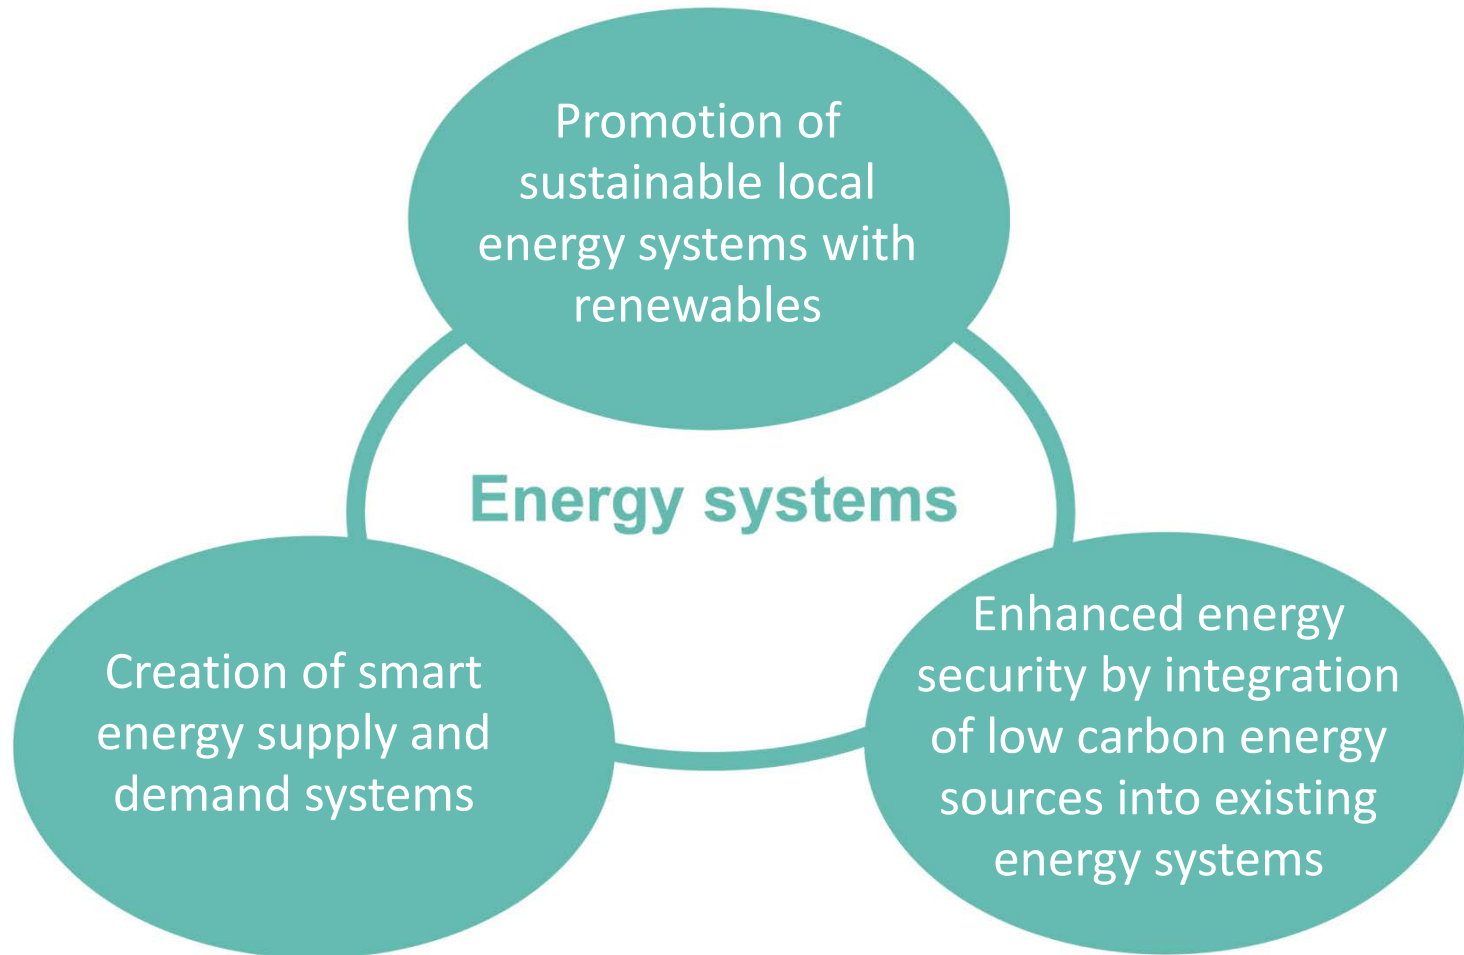 Promotion of
sustainable local
energy systems with
renewables
Energy systems
Creation of smart
energy supply and
demand systems
Enhanced energy
security by integration
of low carbon energy
sources into existing
energy systems